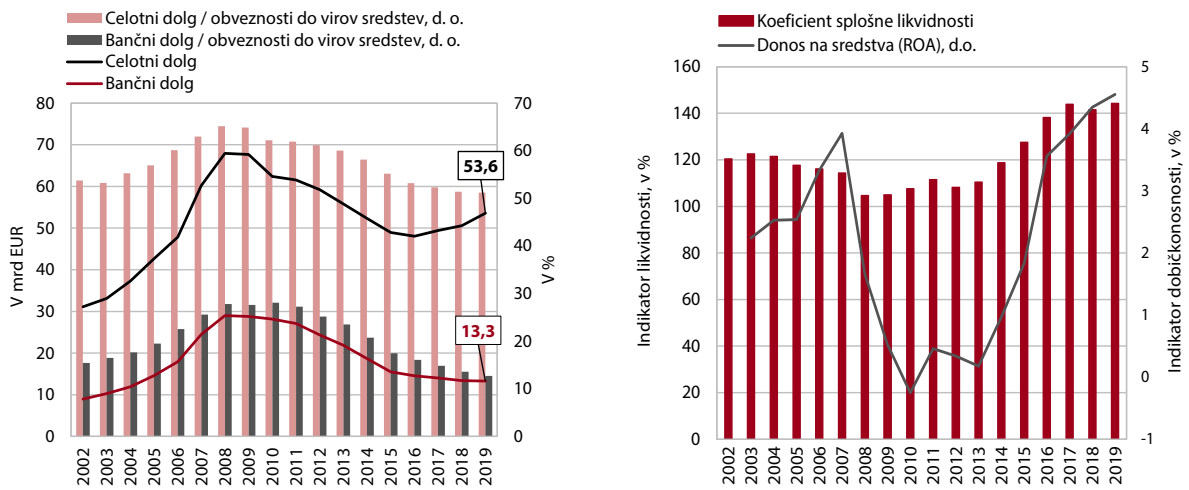 Celotni dolg / obveznosti do virov sredstev, d. o.
Bančni dolg / obveznosti do virov sredstev, d. o.
Celotni dolg
Bančni dolg
V mrd EUR
80
70
60
50
40
30
20
10
0
70
60
50
40
30
20
10
0
V %
53,6
13,3
2002 2003 2004 2005 2006 2007 2008 2009 2010 2011 2012 2013 2014 2015 2016 2017 2018 2019
Koeficient splošne likvidnosti
Donos na sredstva (ROA), d.o.
Indikator likvidnosti, v %
160
140
120
100
80
60
40
20
0
5
4
3
2
1
0
-1
Indikator dobičkonosnosti, v %
2002 2003 2004 2005 2006 2007 2008 2009 2010 2011 2012 2013 2014 2015 2016 2017 2018 2019